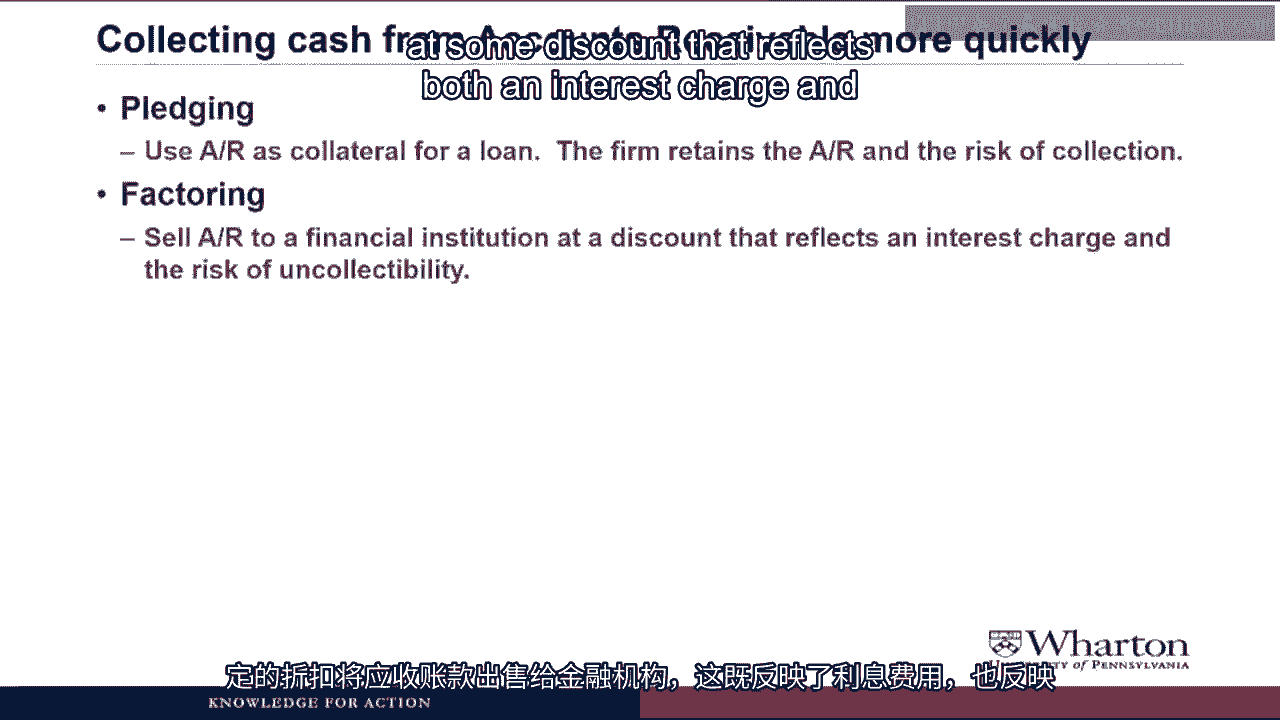 Collecting cash from Accounts Receivable more quickly
at some discount that reflects
both an interest charge and
• Pledging
– Use A/R as collateral for a loan. The firm retains the A/R and the risk of collection.
• Factoring
– Sell A/R to a financial institution at a discount that reflects an interest charge and
the risk of uncollectibility.
Wharton
UNIVERSITY of PENNSYLVANIA
定的折扣将应收账款出售给金融机构，这既反映了利息费用，也反映
KNOWLEDGE FOR ACTION